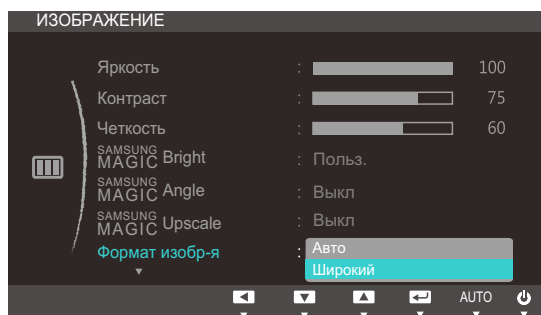 ИЗОБРАЖЕНИЕ
Яркость : 100
Контраст : 75
Четкость : 60
SAMSUNG MAGIC Bright : Польз.
SAMSUNG MAGIC Angle : Выкл
SAMSUNG MAGIC Upscale : Выкл
Формат изобр-я : Авто
Широкий
AUTO